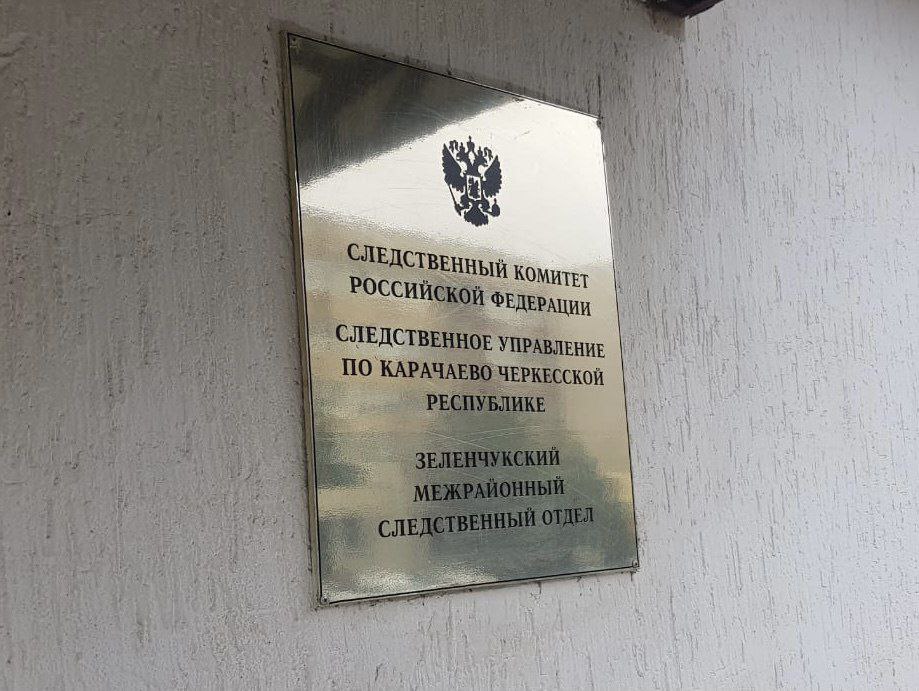 СЛЕДСТВЕННЫЙ КОМИТЕТ
РОССИЙСКОЙ ФЕДЕРАЦИИ
СЛЕДСТВЕННОЕ УПРАВЛЕНИЕ
ПО КАРАЧАЕВО ЧЕРКЕССКОЙ
РЕСПУБЛИКЕ
ЗЕЛЕНЧУКСКИЙ
МЕЖРАЙОННЫЙ
СЛЕДСТВЕННЫЙ ОТДЕЛ